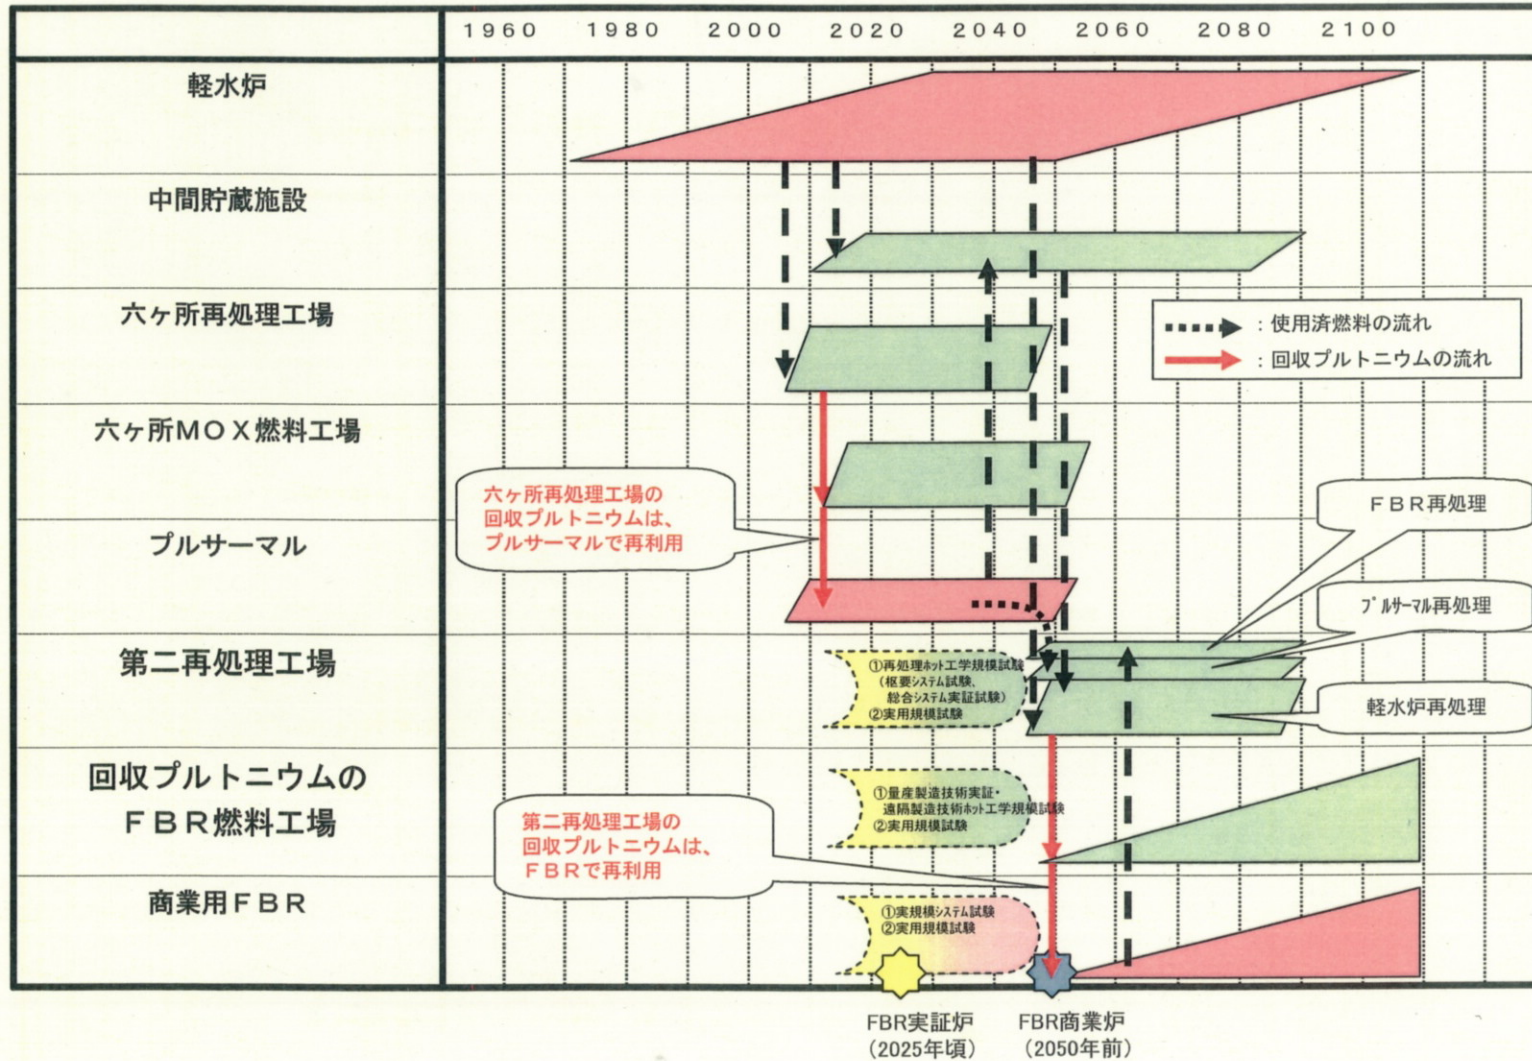 1960 1980 2000 2020 2040 2060 2080 2100
軽水炉
中間貯蔵施設
六ヶ所再処理工場
：使用済燃料の流れ
：回収プルトニウムの流れ
六ヶ所MOX燃料工場
六ヶ所再処理工場の
回収プルトニウムは、
プルサーマルで再利用
FBR再処理
プルサーマル
プルサーマル再処理
第二再処理工場
①再処理ホット工学規模試験
（枢要システム試験、
総合システム実証試験）
②実用規模試験
軽水炉再処理
回収プルトニウムの
FBR燃料工場
①量産製造技術実証・
遠隔製造技術ホット工学規模試験
②実用規模試験
第二再処理工場の
回収プルトニウムは、
FBRで再利用
商業用FBR
①実規模システム試験
②実用規模試験
FBR実証炉
（2025年頃）
FBR商業炉
（2050年前）